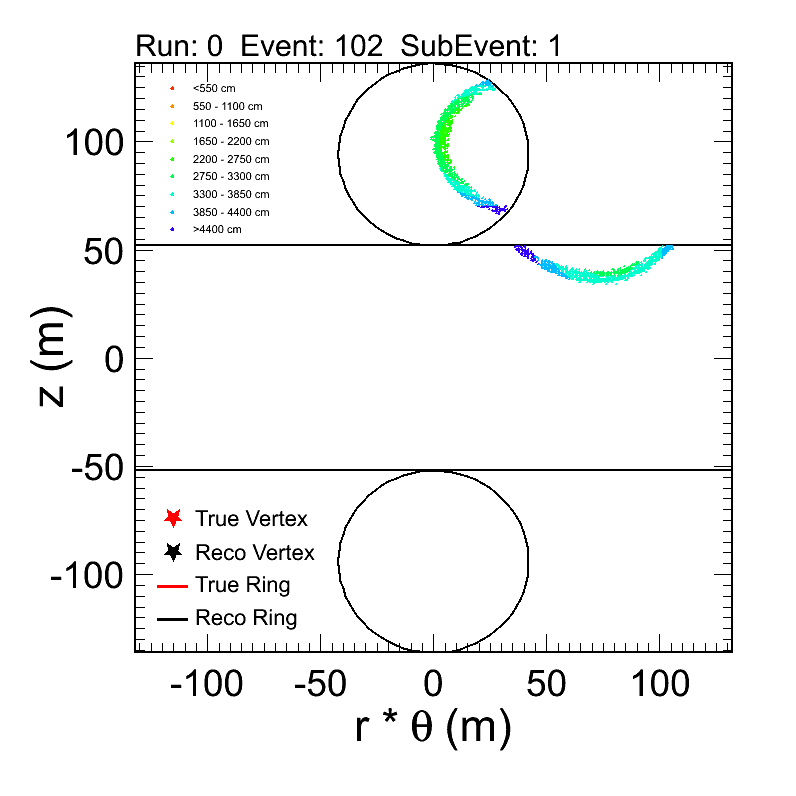 Run: 0  Event: 102  SubEvent: 1
<550 cm
550 - 1100 cm
1100 - 1650 cm
1650 - 2200 cm
2200 - 2750 cm
2750 - 3300 cm
3300 - 3850 cm
3850 - 4400 cm
>4400 cm
100
50
0
-50
-100
z (m)
True Vertex
Reco Vertex
True Ring
Reco Ring
-100 -50 0 50 100
r * θ (m)